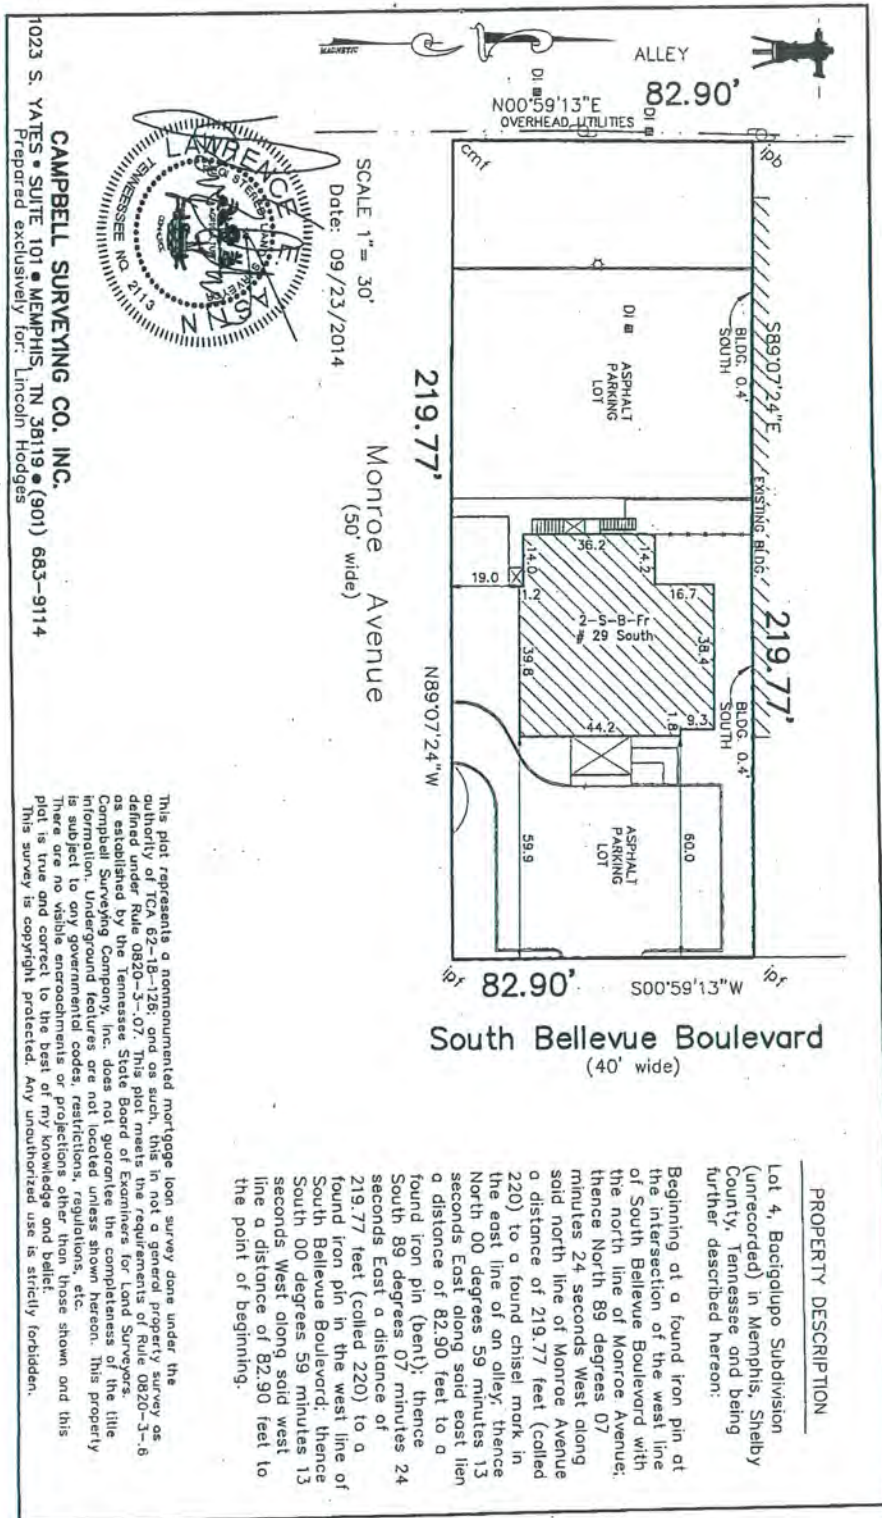 PROPERTY DESCRIPTION
Lot 4, Bacigalupo Subdivision
(unrecorded) in Memphis, Shelby
County, Tennessee and being
further described hereon:
Beginning at a found iron pin at
the intersection of the west line
of South Bellevue Boulevard with
the north line of Monroe Avenue;
thence North 89 degrees 07
minutes 24 seconds West along
said north line of Monroe Avenue
a distance of 219.77 feet (called
220) to a found chisel mark in
the east line of an alley; thence
North 00 degrees 59 minutes 13
seconds East along said east lien
a distance of 82.90 feet to a
found iron pin (bent); thence
South 89 degrees 07 minutes 24
seconds East a distance of
219.77 feet (called 220) to a
found iron pin in the west line of
South Bellevue Boulevard; thence
South 00 degrees 59 minutes 13
seconds West along said west
line a distance of 82.90 feet to
the point of beginning.
ALLEY
82.90'
N00°59'13"E
OVERHEAD UTILITIES
DI
DI
MAGNETIC
cmf
ipb
S89°07'24"E
219.77'
EXISTING BLDG.
BLDG. 0.4'
SOUTH
BLDG. 0.4'
SOUTH
DI
ASPHALT
PARKING
LOT
36.2
14.0
14.2
16.7
19.0
1.2
2-S-B-Fr
# 29 South
38.4
39.8
44.2
1.8
9.3
ASPHALT
PARKING
LOT
59.9
60.0
ipf
ipf
82.90'
S00°59'13"W
South Bellevue Boulevard
(40' wide)
219.77'
N89°07'24"W
Monroe Avenue
(50' wide)
SCALE 1"= 30'
Date: 09/23/2014
LAWRENCE E ASTIN
REGISTERED LAND SURVEYOR
AGRICULTURE
COMMERCE
TENNEESSEE NO. 2113
CAMPBELL SURVEYING CO. INC.
1023 S. YATES • SUITE 101 • MEMPHIS, TN 38119 • (901) 683-9114
Prepared exclusively for: Lincoln Hodges
This plat represents a nonmonumented mortgage loan survey done under the
authority of TCA 62-18-126; and as such, this in not a general property survey as
defined under Rule 0820-3-.07. This plat meets the requirements of Rule 0820-3-.6
as established by the Tennessee State Board of Examiners for Land Surveyors.
Campbell Surveying Company, Inc. does not guarantee the completeness of the title
information. Underground features are not located unless shown hereon. This property
is subject to any governmental codes, restrictions, regulations, etc.
There are no visible encroachments or projections other than those shown and this
plat is true and correct to the best of my knowledge and belief.
This survey is copyright protected. Any unauthorized use is strictly forbidden.